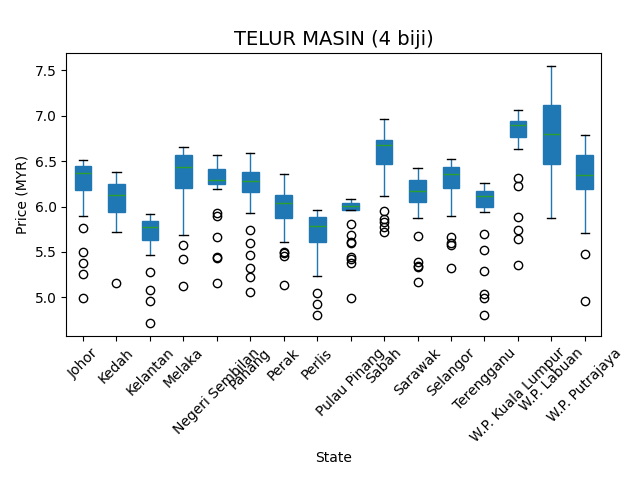 TELUR MASIN (4 biji)
Price (MYR)
7.5
7.0
6.5
6.0
5.5
5.0
Johor
Kedah
Kelantan
Melaka
Negeri Sembilan
Pahang
Perak
Perlis
Pulau Pinang
Sabah
Sarawak
Selangor
Terengganu
W.P. Kuala Lumpur
W.P. Labuan
W.P. Putrajaya
State